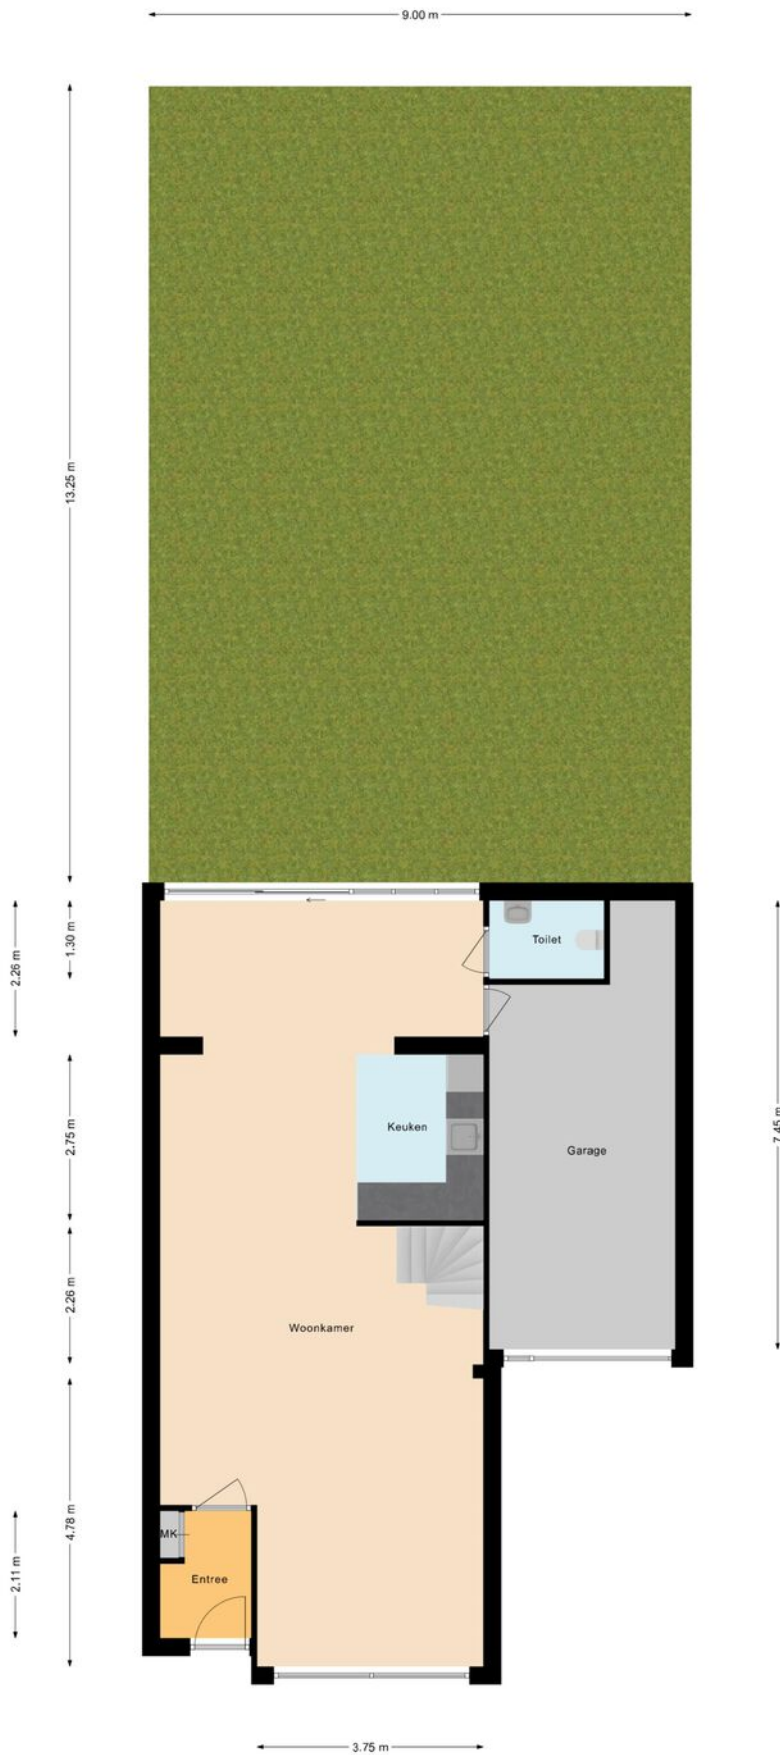 9.00 m
13.25 m
1.30 m
2.26 m
Toilet
2.75 m
Keuken
7.45 m
Garage
2.26 m
Woonkamer
4.78 m
MK
2.11 m
Entree
3.75 m